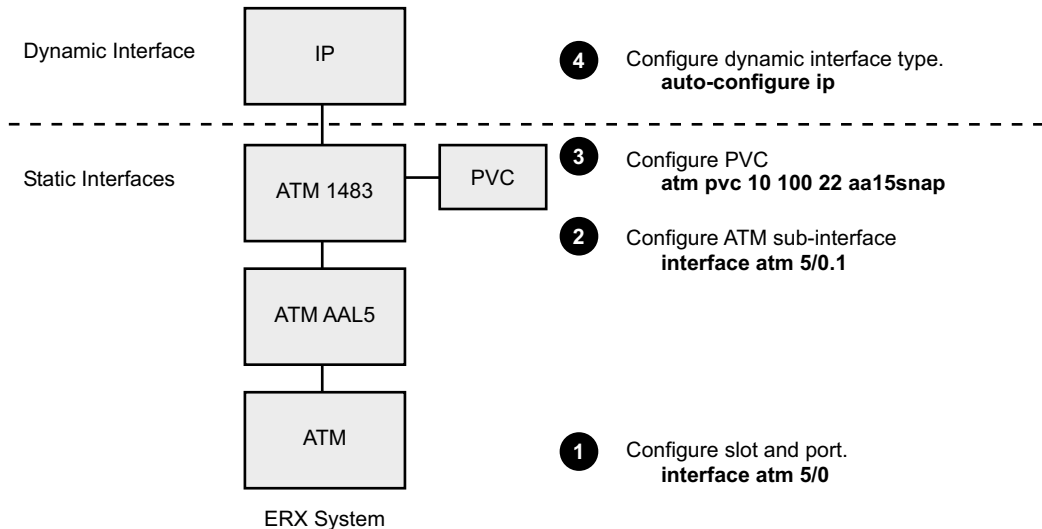 Dynamic Interface
IP
4
Configure dynamic interface type.
auto-configure ip
Static Interfaces
ATM 1483
PVC
3
Configure PVC
atm pvc 10 100 22 aa15snap
2
Configure ATM sub-interface
interface atm 5/0.1
ATM AAL5
ATM
1
Configure slot and port.
interface atm 5/0
ERX System